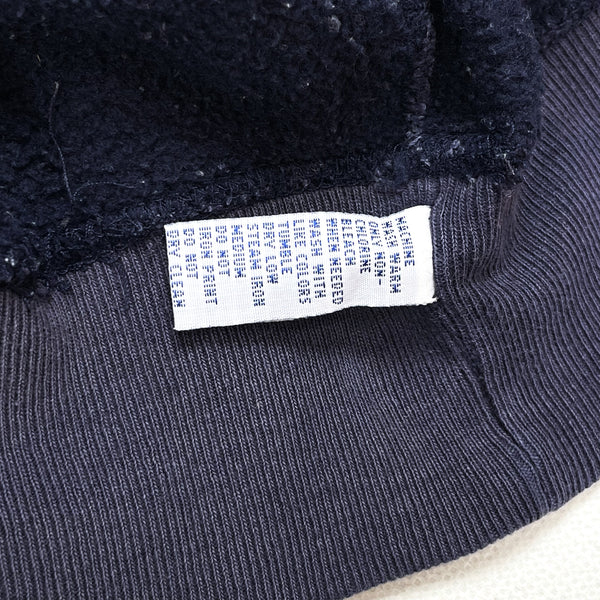 MACHINE
WASH WARM
ONLY NON-
CHLORINE
BLEACH
WHEN NEEDED
WASH WITH
LIKE COLORS
TUMBLE
DRY LOW
STEAM IRON
MEDIUM
DO NOT
IRON PRINT
DO NOT
DRY CLEAN